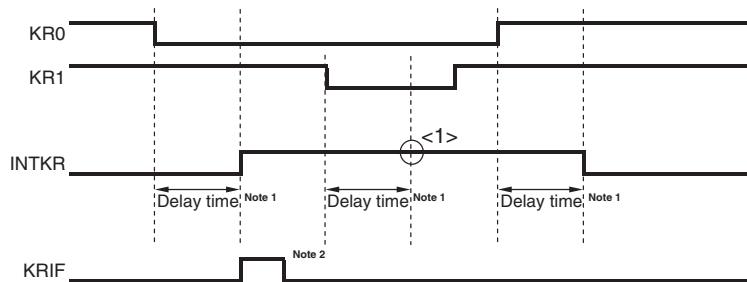 KR0
KR1
<1>
INTKR
Delay time Note 1 Delay time Note 1 Delay time Note 1
Note 2
KRIF